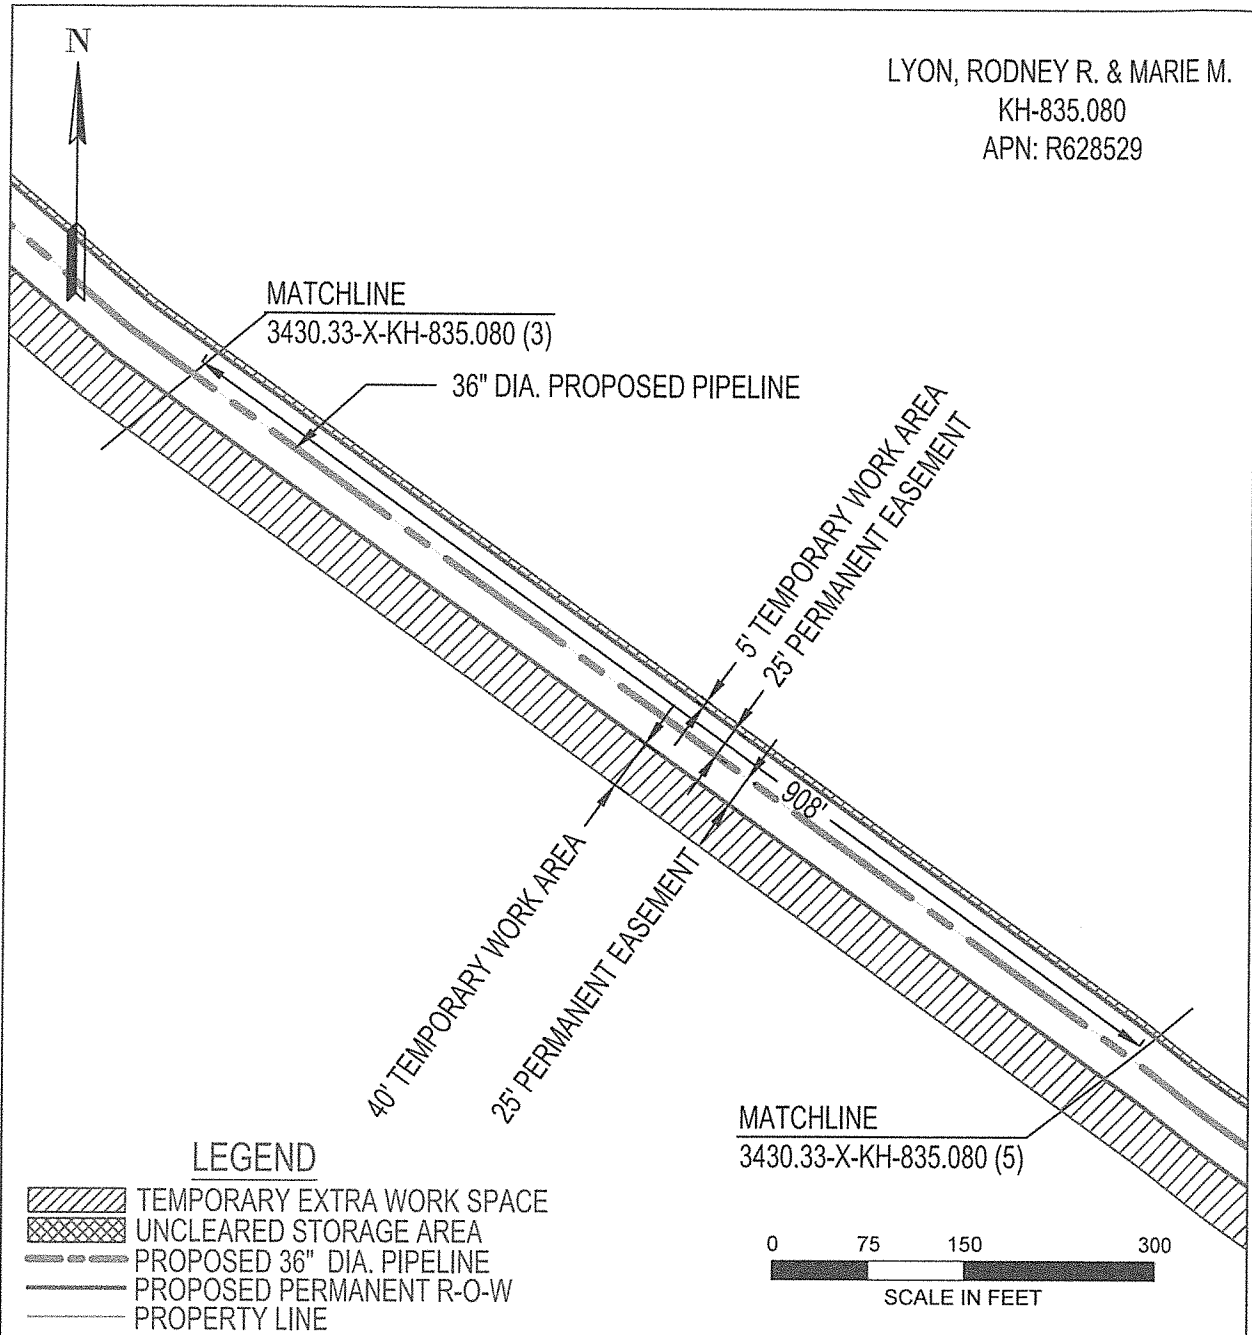 N
LYON, RODNEY R. & MARIE M.
KH-835.080
APN: R628529
MATCHLINE
3430.33-X-KH-835.080 (3)
36" DIA. PROPOSED PIPELINE
5' TEMPORARY WORK AREA
25' PERMANENT EASEMENT
908'
40' TEMPORARY WORK AREA
25' PERMANENT EASEMENT
MATCHLINE
3430.33-X-KH-835.080 (5)
LEGEND
TEMPORARY EXTRA WORK SPACE
UNCLEARED STORAGE AREA
PROPOSED 36" DIA. PIPELINE
PROPOSED PERMANENT R-O-W
PROPERTY LINE
0 75 150 300
SCALE IN FEET